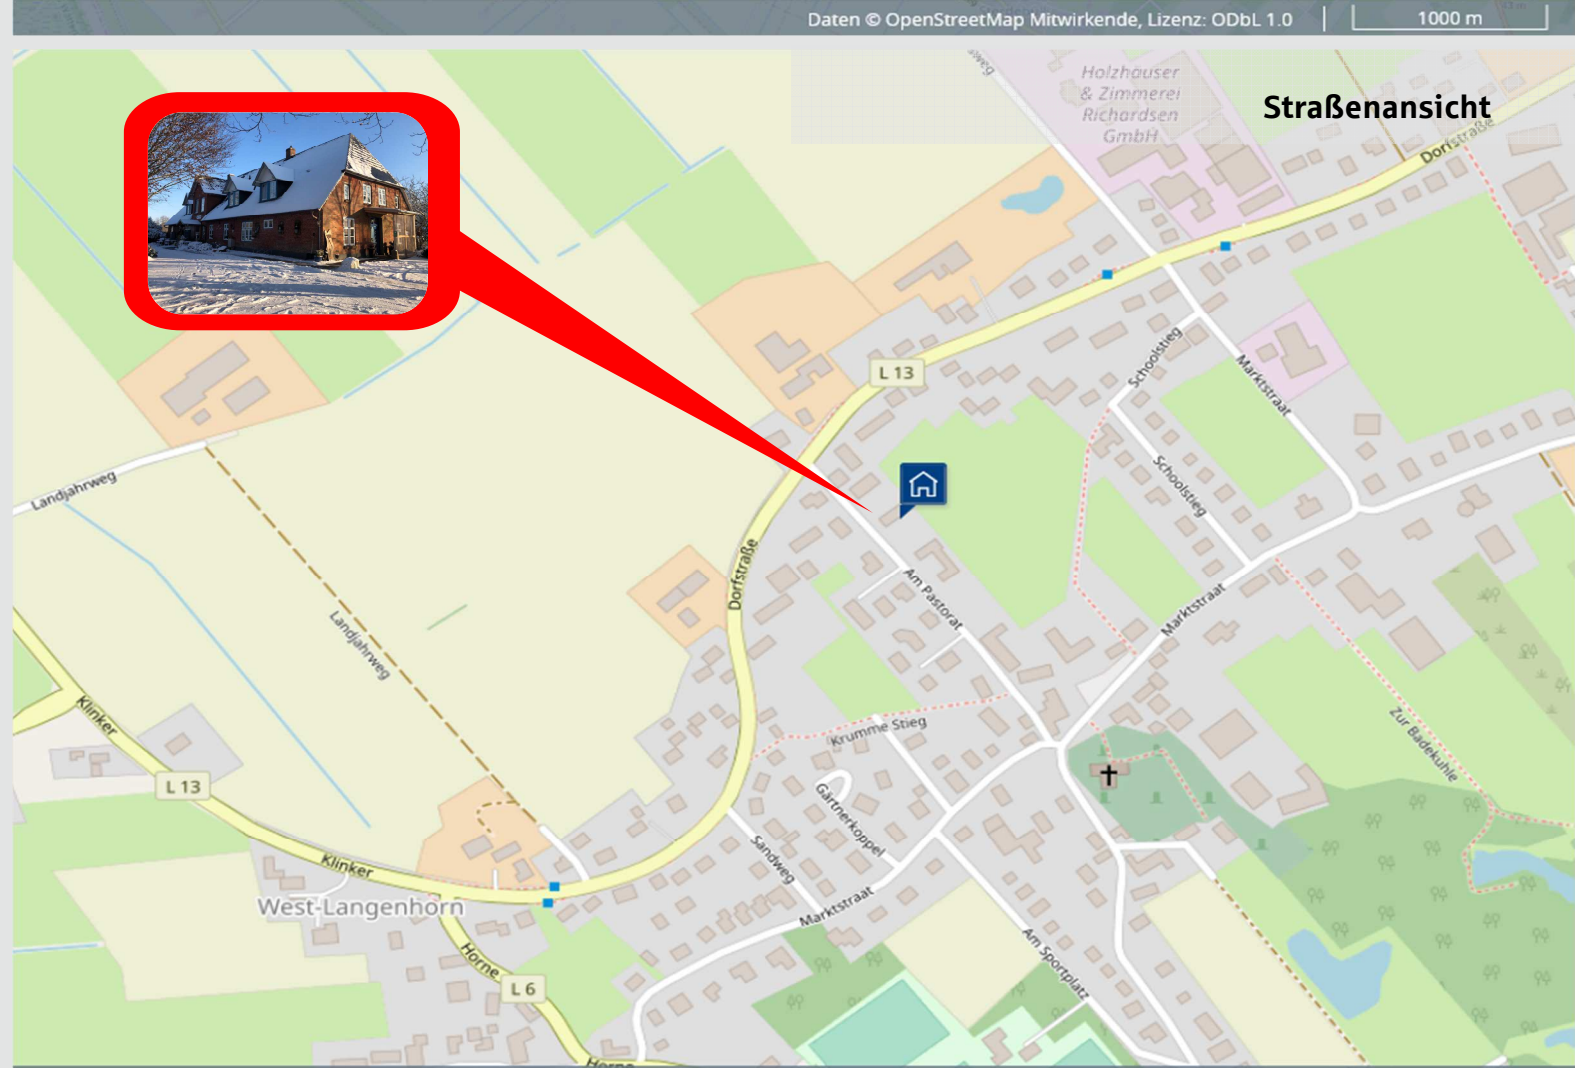 Daten © OpenStreetMap Mitwirkende, Lizenz: ODbL 1.0
1000 m
Holzhäuser
& Zimmerei
Richardsen
GmbH
Straßenansicht
Dorfstraße
L 13
Schoolstieg
Marktstraat
Landjahrweg
Schoolstieg
Dorfstraße
Am Pastorat
Marktstraat
Landjahrweg
Klinker
Krumme Stieg
Zur Badekuhle
L 13
Gärtnerkoppel
Sandweg
Klinker
West-Langenhorn
Marktstraat
Horne
Am Sportplatz
L 6
Horne